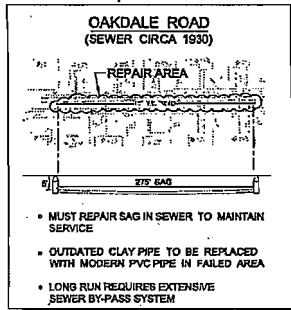 OAKDALE ROAD
(SEWER CIRCA 1930)
REPAIR AREA
275' SAG
• MUST REPAIR SAG IN SEWER TO MAINTAIN
SERVICE
• OUTDATED CLAY PIPE TO BE REPLACED
WITH MODERN PVC PIPE IN FAILED AREA
• LONG RUN REQUIRES EXTENSIVE
SEWER BY-PASS SYSTEM